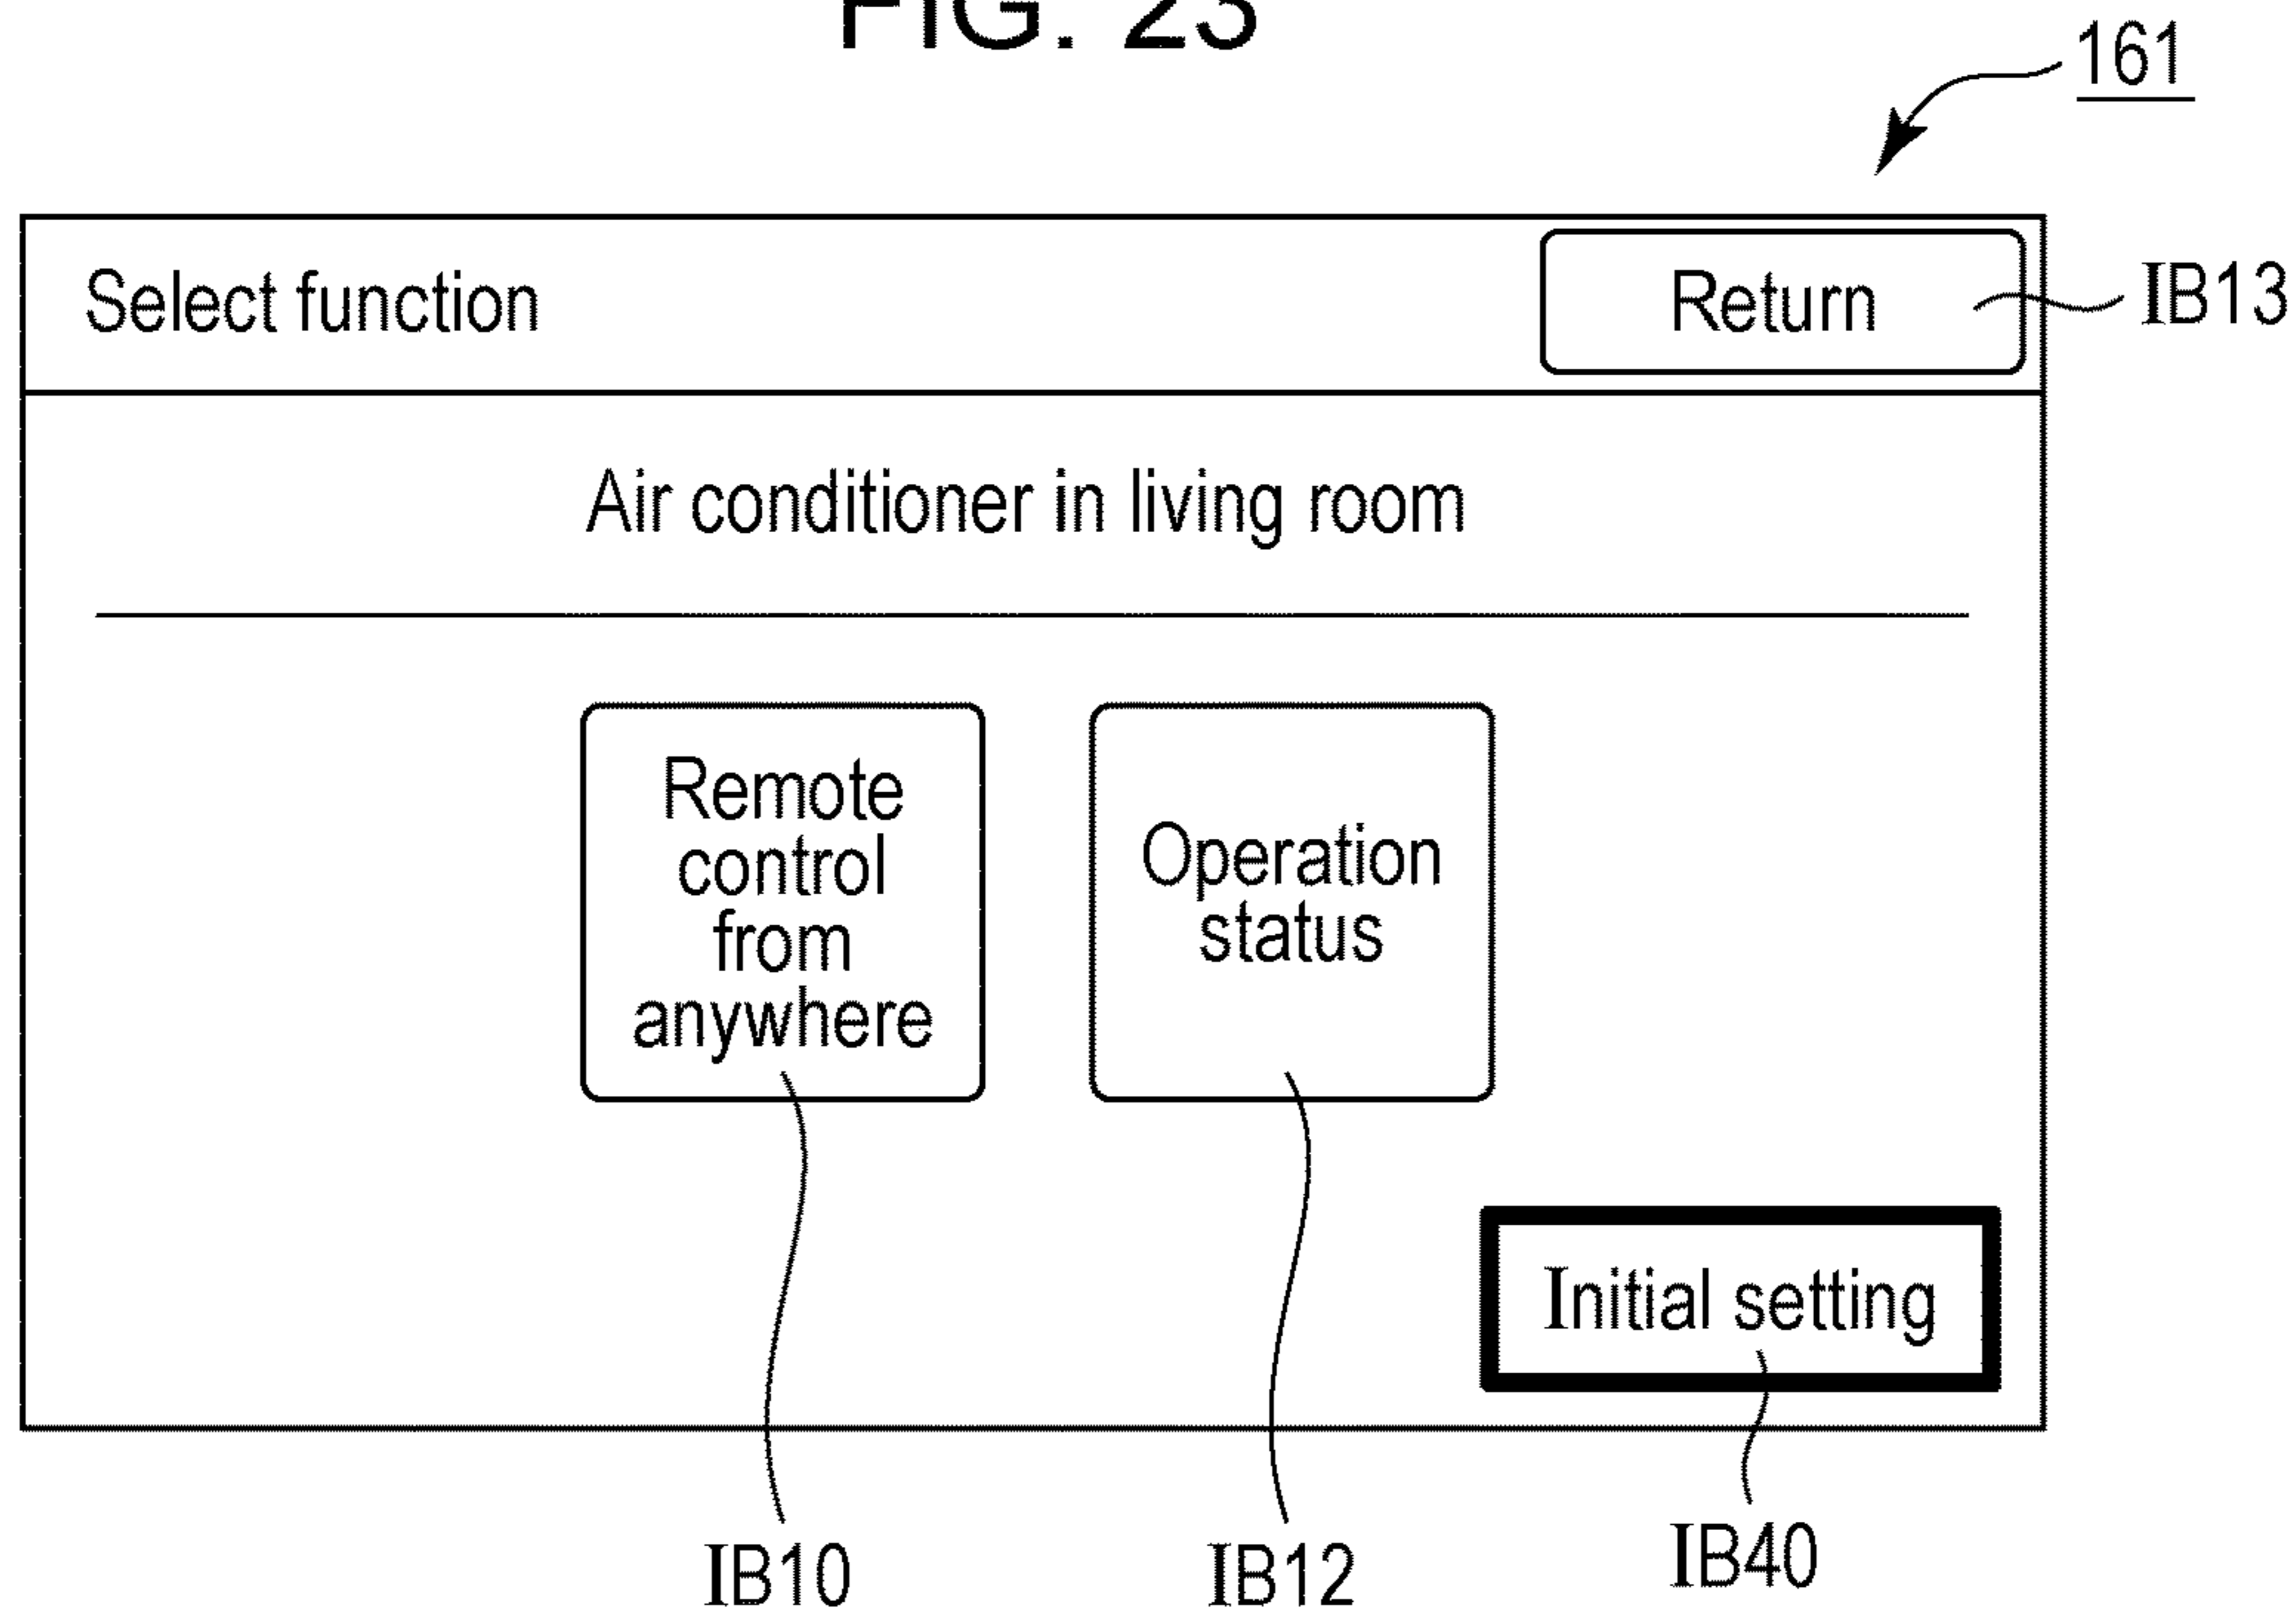 FIG. 23
161
Select function
Return
IB13
Air conditioner in living room
Remote
control
from
anywhere
Operation
status
Initial setting
IB10
IB12
IB40